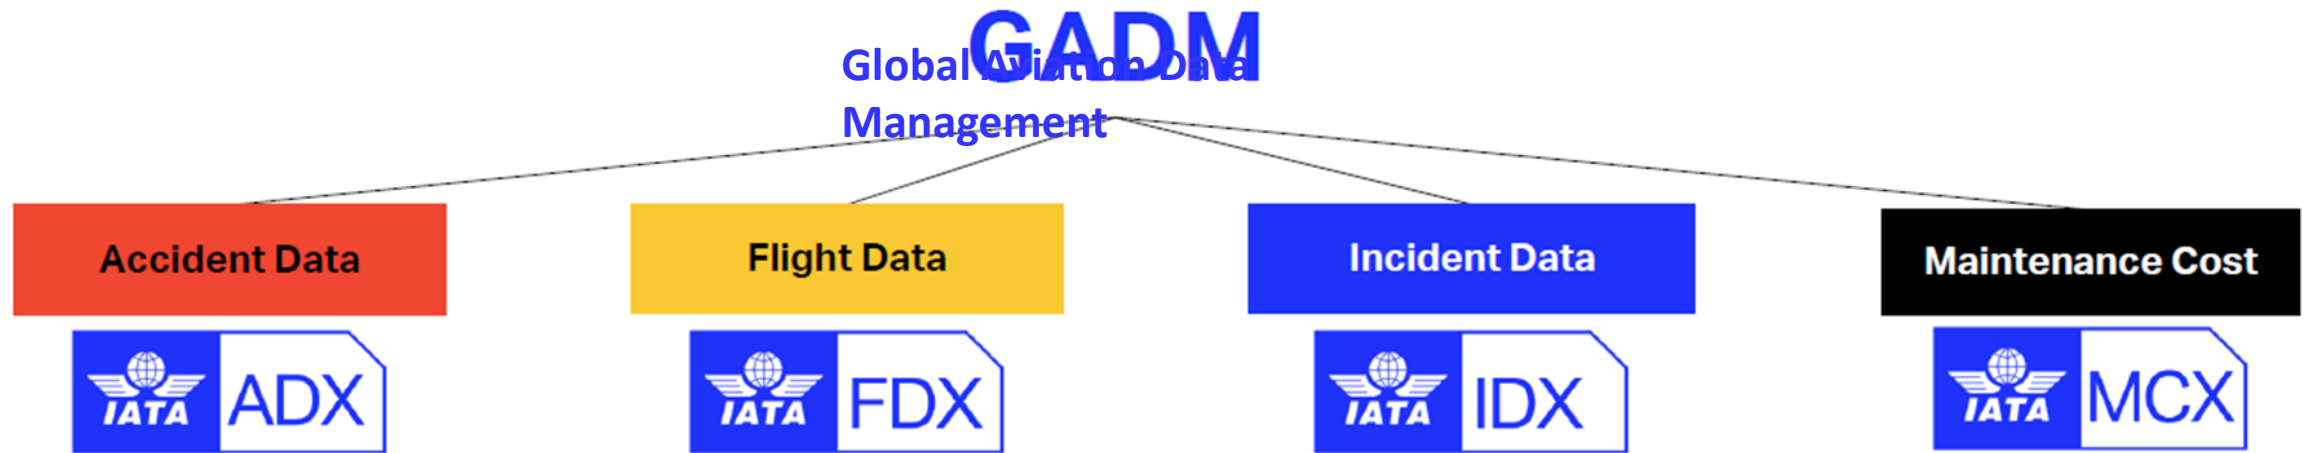 GADM
Global Aviation Data
Management
Accident Data
Flight Data
Incident Data
Maintenance Cost
IATA ADX
IATA FDX
IATA IDX
IATA MCX